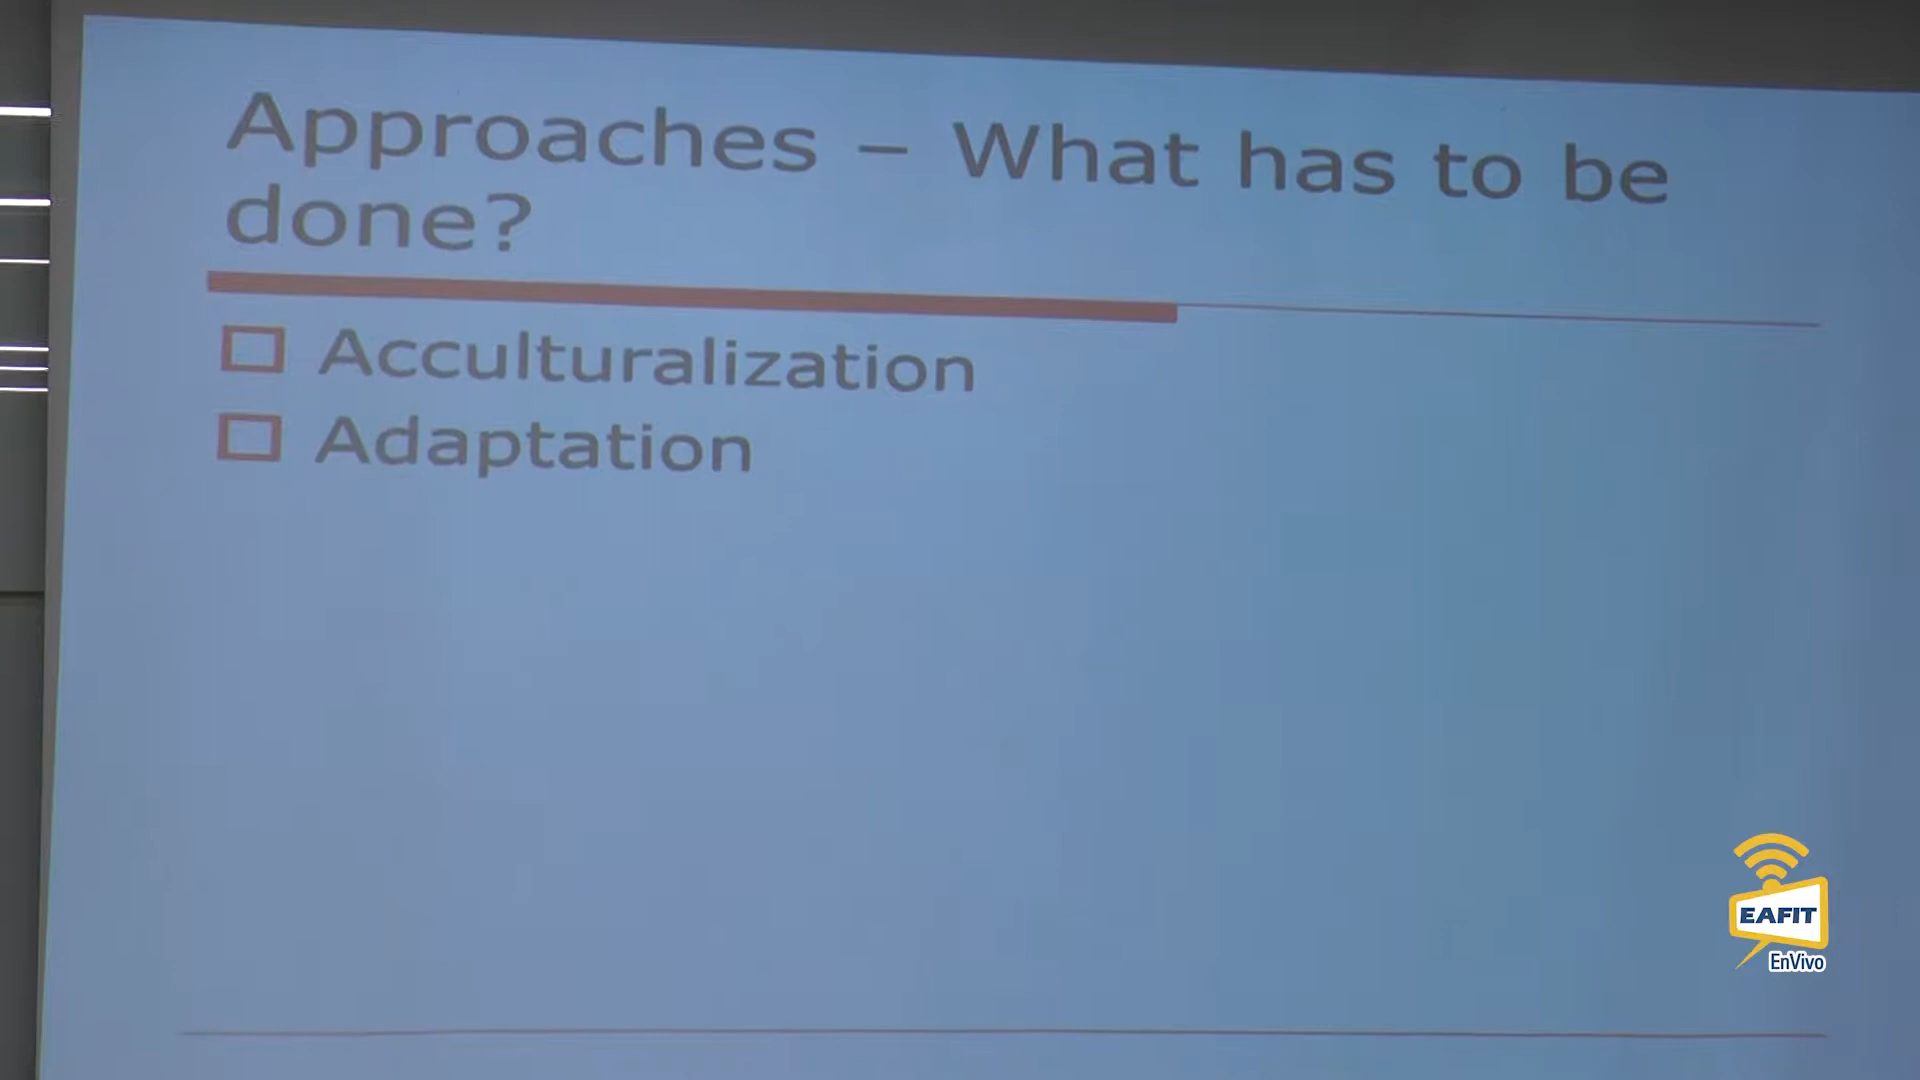 Approaches – What has to be
done?
Acculturalization
Adaptation
EAFIT
EnVivo